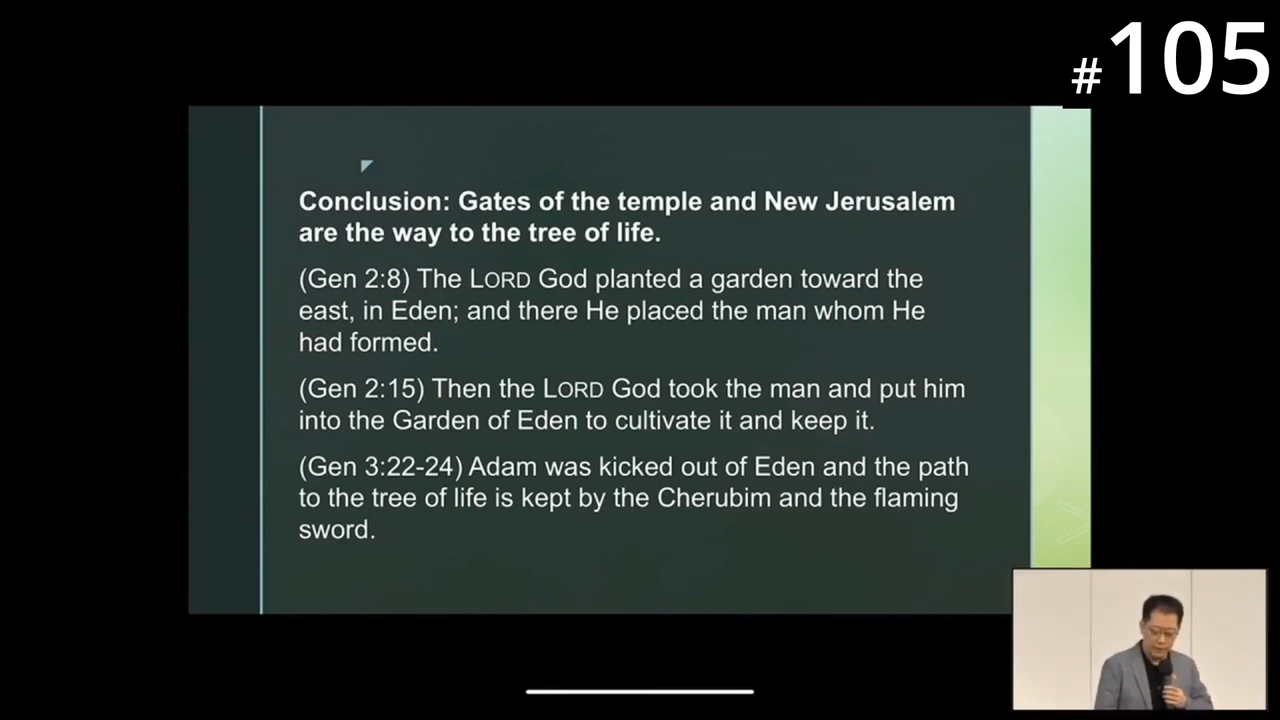 #105
Conclusion: Gates of the temple and New Jerusalem
are the way to the tree of life.
(Gen 2:8) The LORD God planted a garden toward the
east, in Eden; and there He placed the man whom He
had formed.
(Gen 2:15) Then the LORD God took the man and put him
into the Garden of Eden to cultivate it and keep it.
(Gen 3:22-24) Adam was kicked out of Eden and the path
to the tree of life is kept by the Cherubim and the flaming
sword.